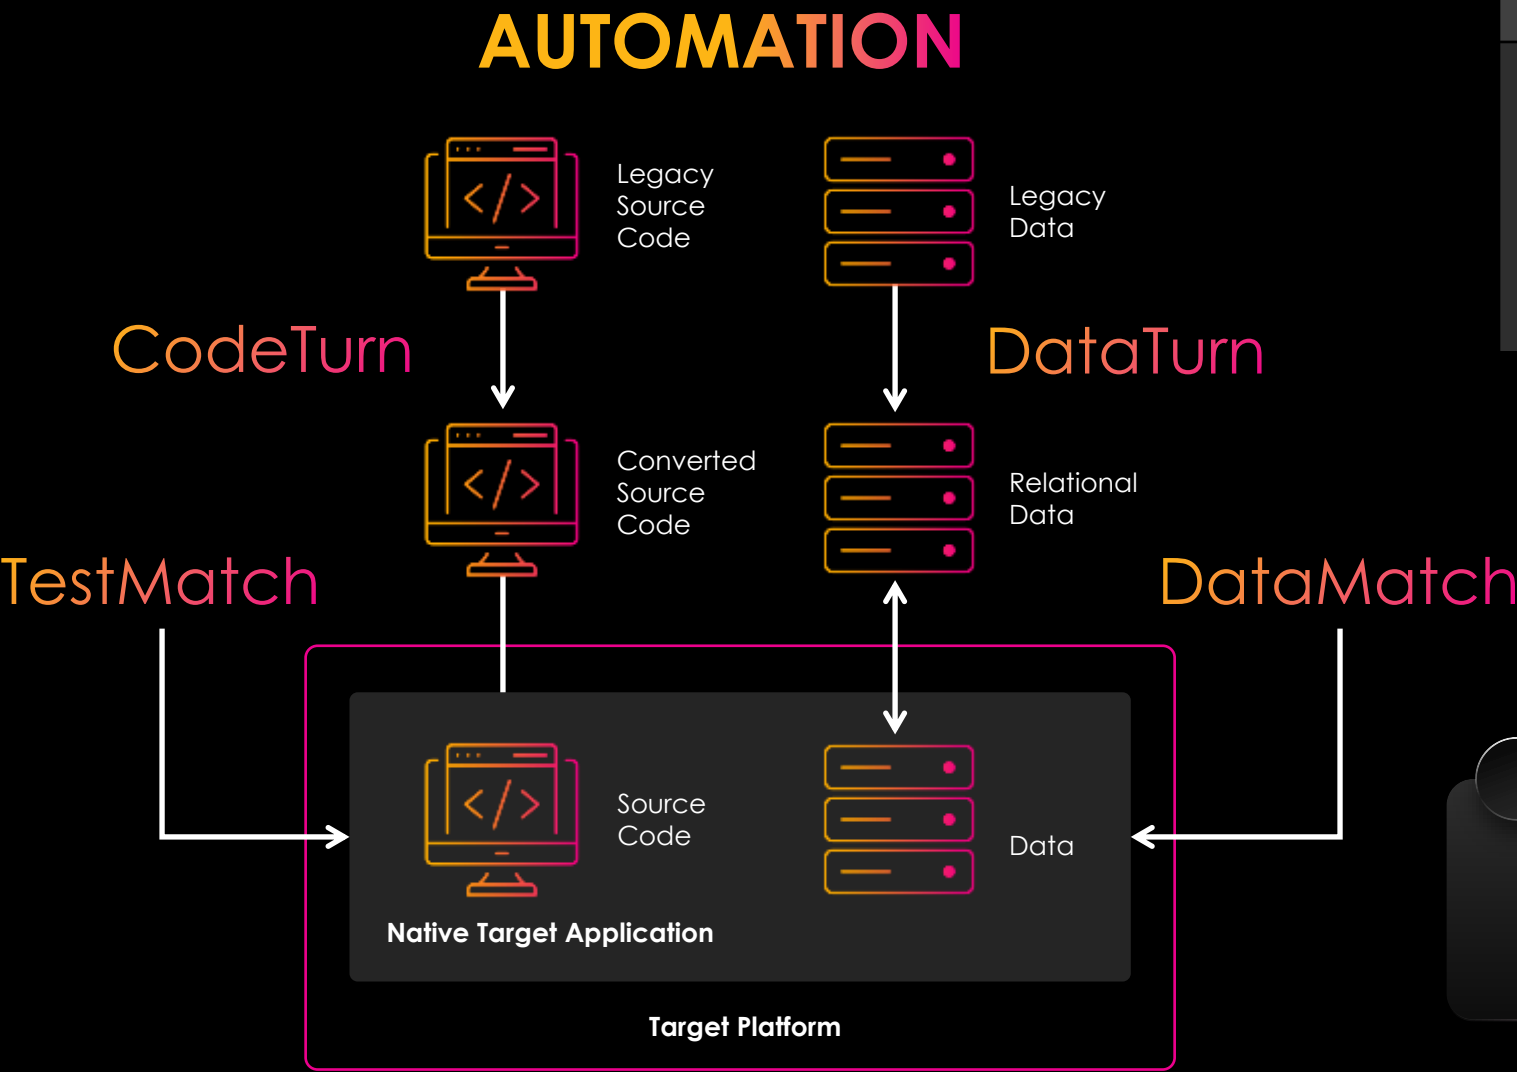 AUTOMATION
Legacy
Source
Code
Legacy
Data
CodeTurn
DataTurn
Converted
Source
Code
Relational
Data
TestMatch
DataMatch
Source
Code
Data
Native Target Application
Target Platform